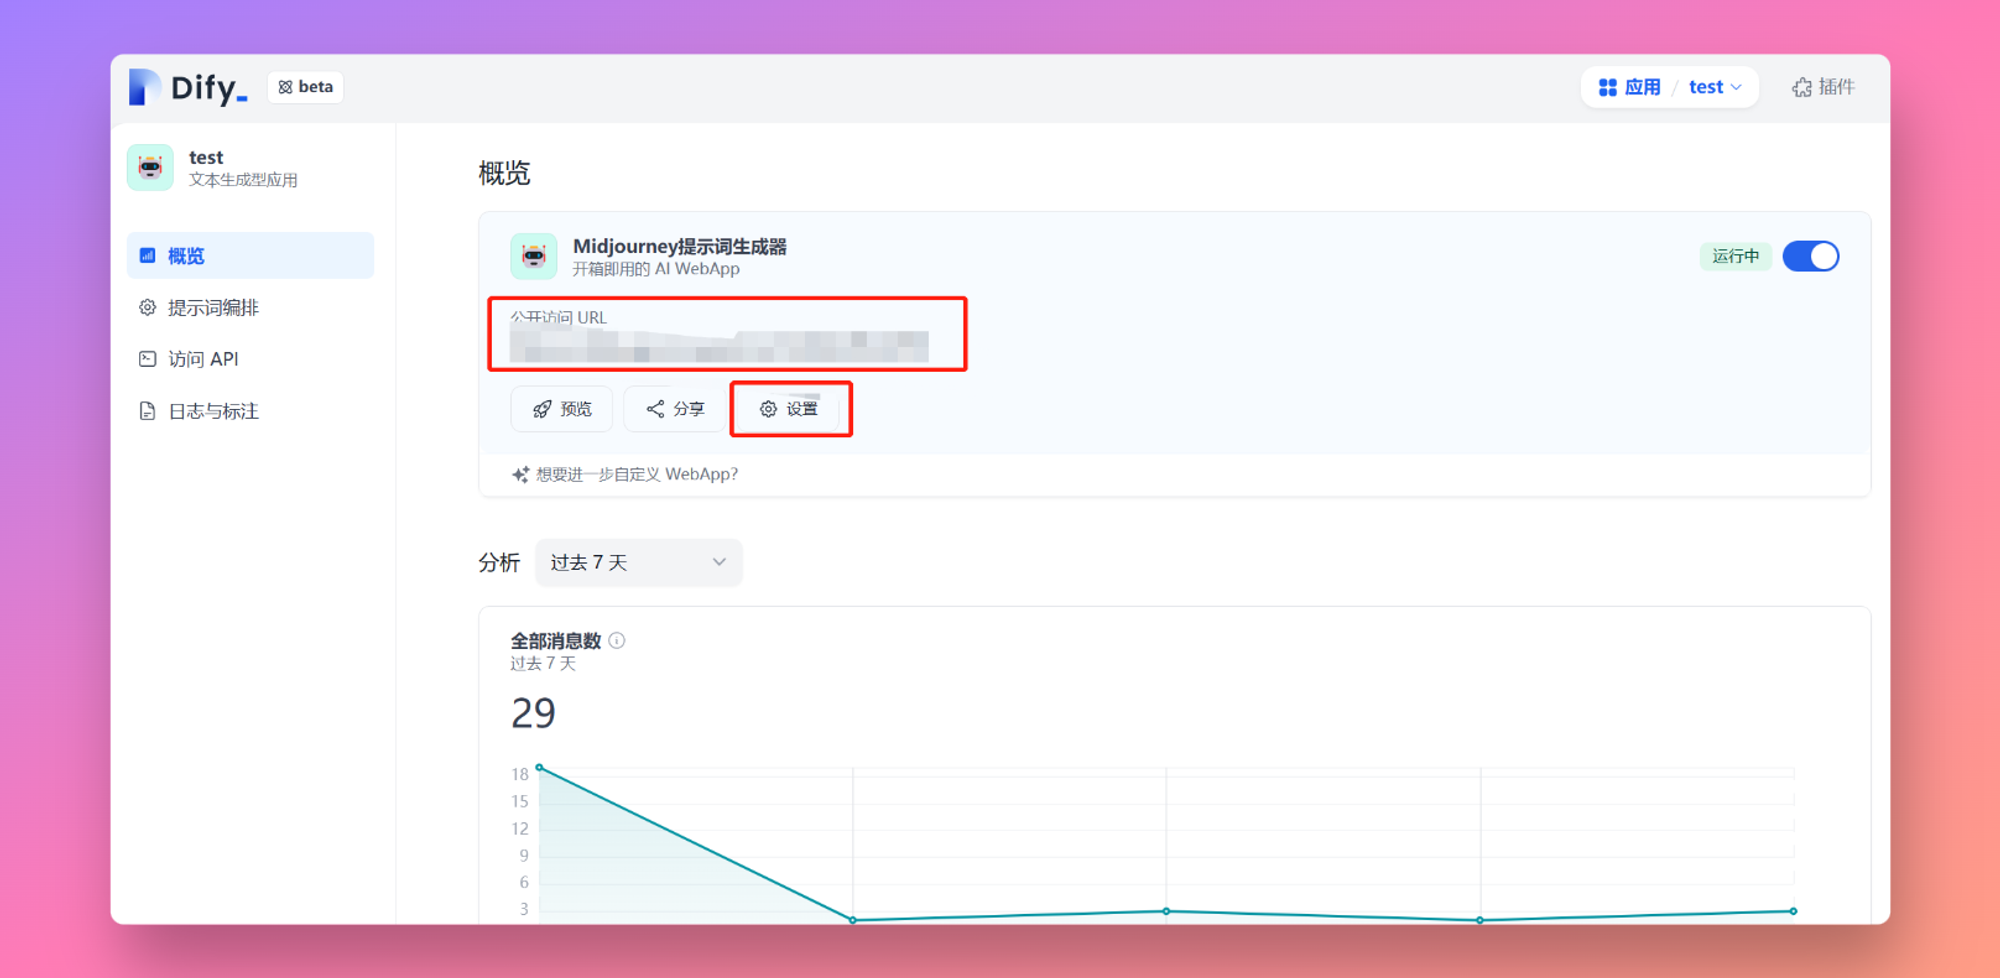 Dify_
beta
应用 / test
插件
test
文本生成型应用
概览
提示词编排
访问 API
日志与标注
概览
Midjourney提示词生成器
开箱即用的 AI WebApp
运行中
公开访问 URL
预览
分享
设置
想要进一步自定义 WebApp?
分析
过去 7 天
全部消息数
过去 7 天
29
18
15
12
9
6
3